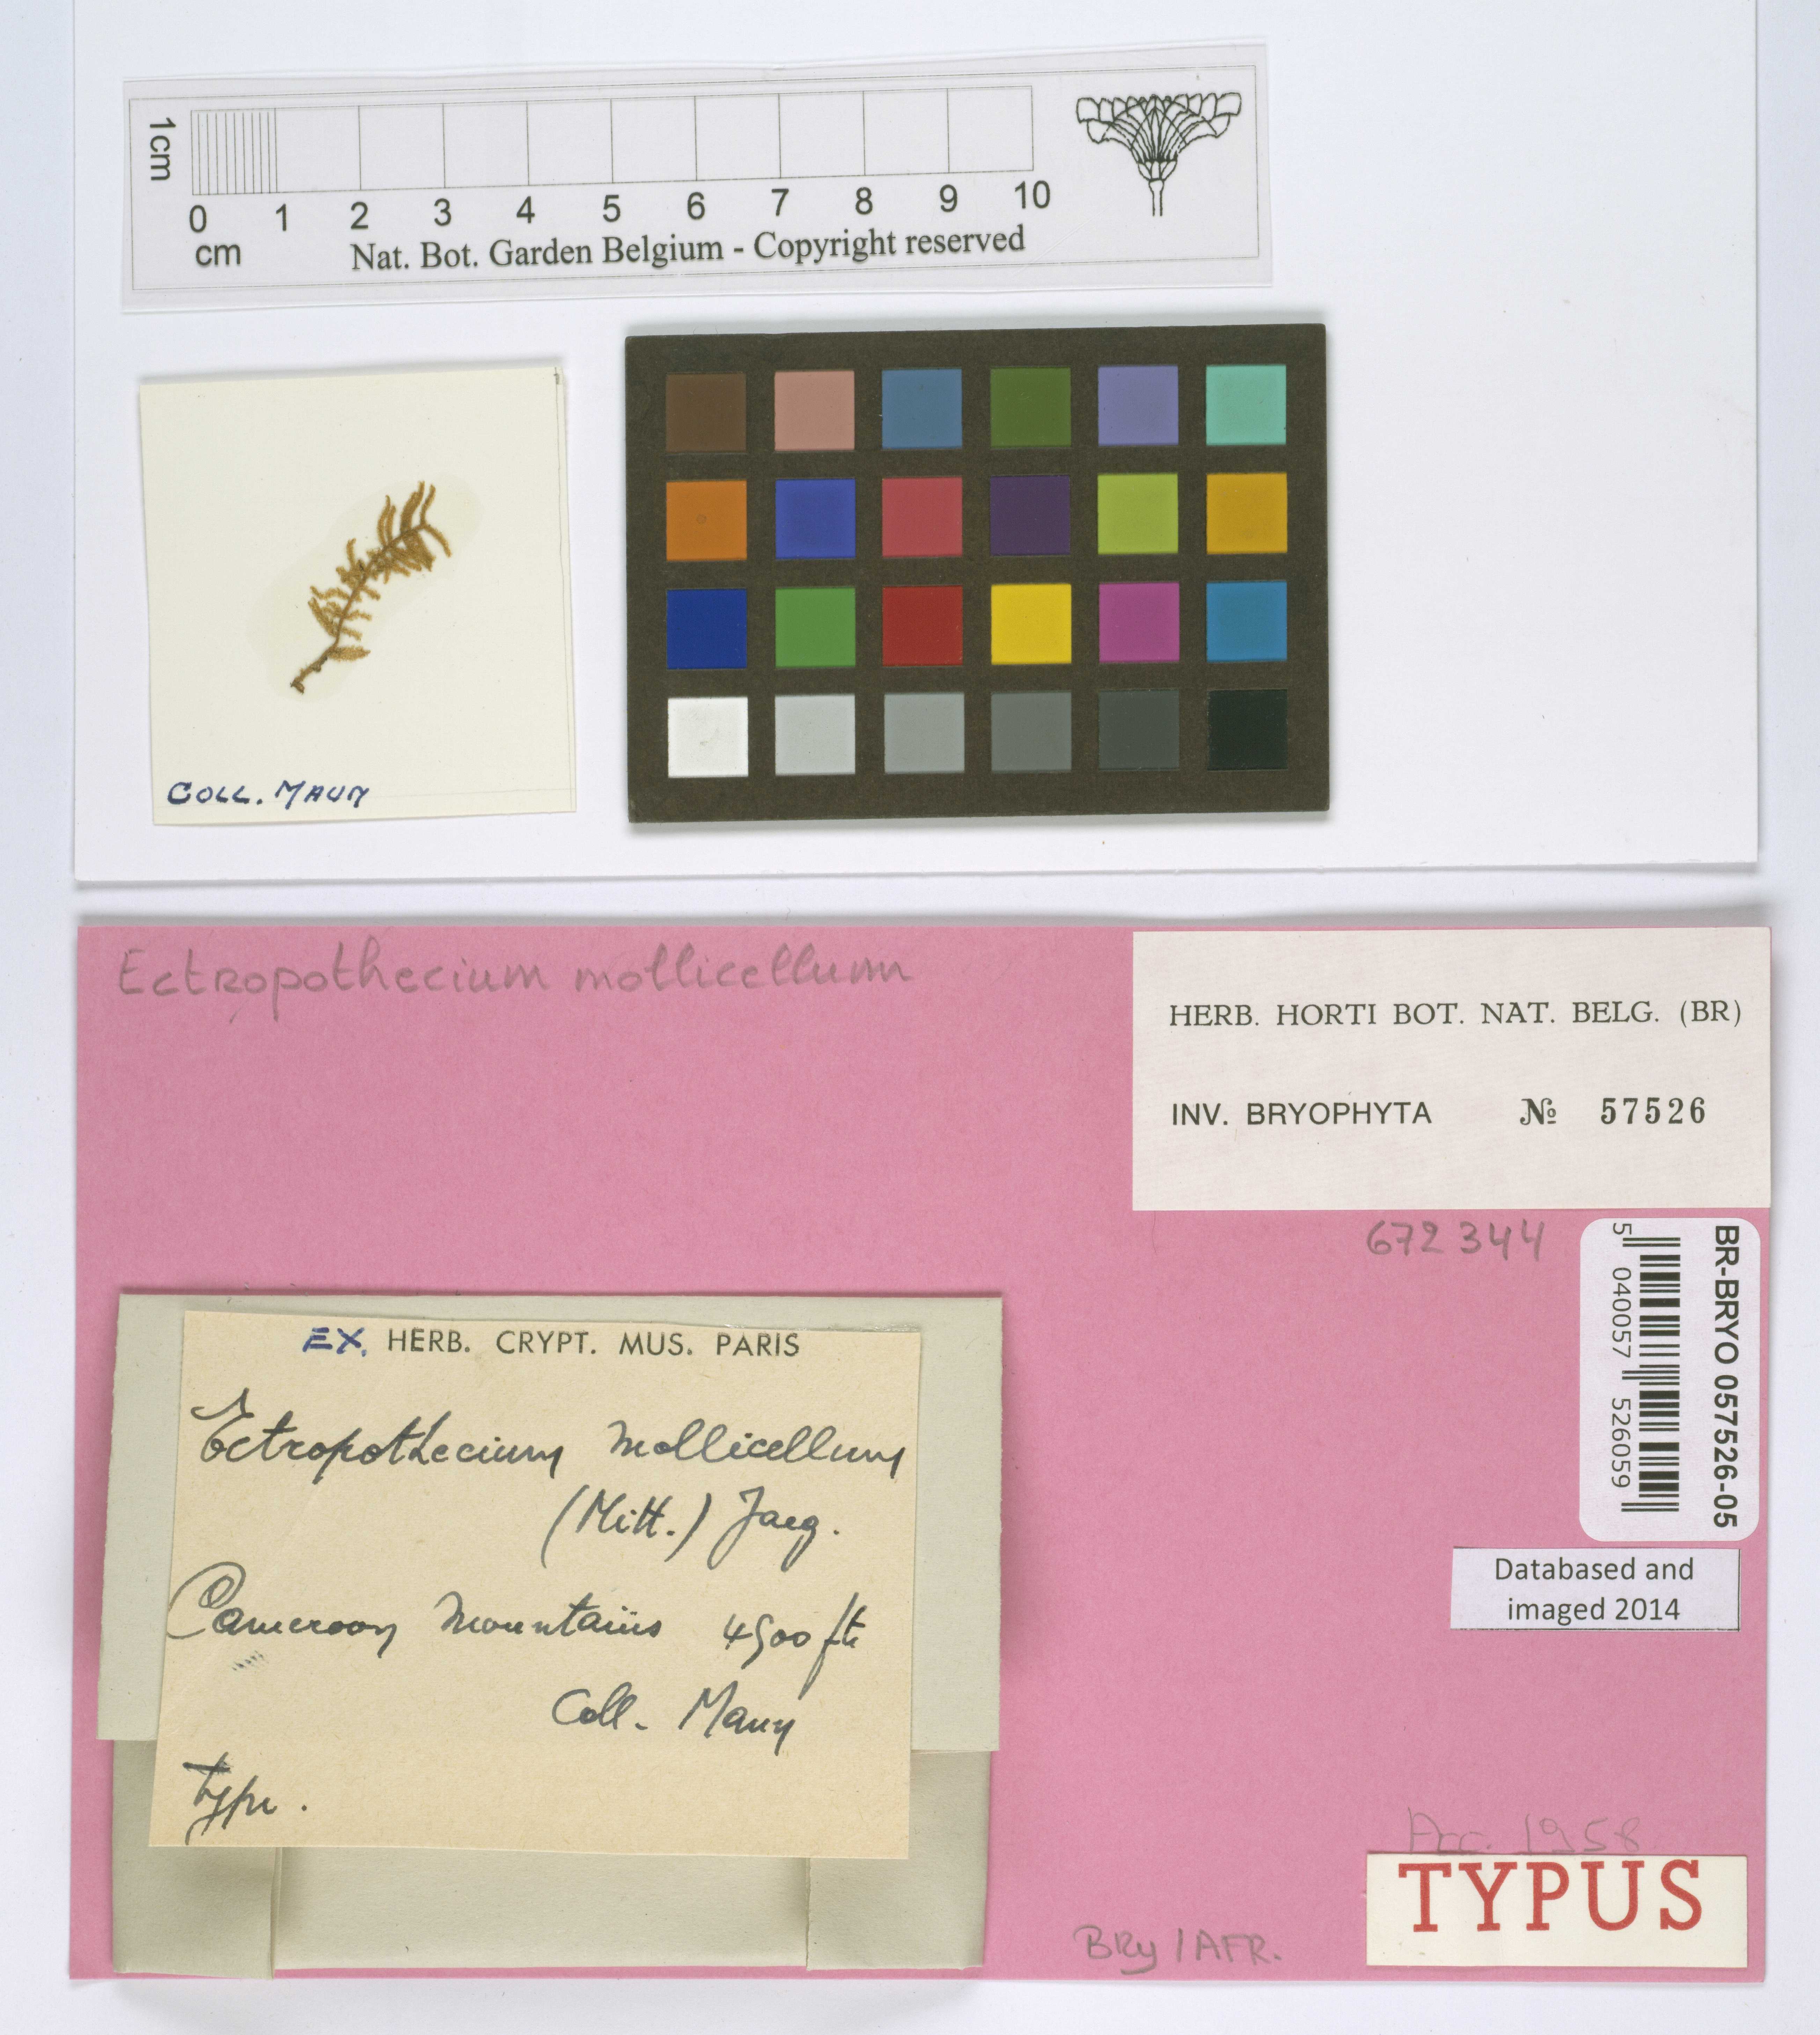 1cm
0 1 2 3 4 5 6 7 8 9 10
cm
Nat. Bot. Garden Belgium - Copyright reserved
COLL. MAUN
Ectropothecium mollicellum
HERB. HORTI BOT. NAT. BELG. (BR)
INV. BRYOPHYTA № 57526
672344
BR-BRYO 057526-05
5 040057 526059
Databased and
imaged 2014
EX. HERB. CRYPT. MUS. PARIS
Ectropothecium mollicellum
(Mitt.) Jaeg.
Cameroon Mountains 4500 ft
Coll. Maun
type.
Acc. 1958
TYPUS
BRy/AFR.